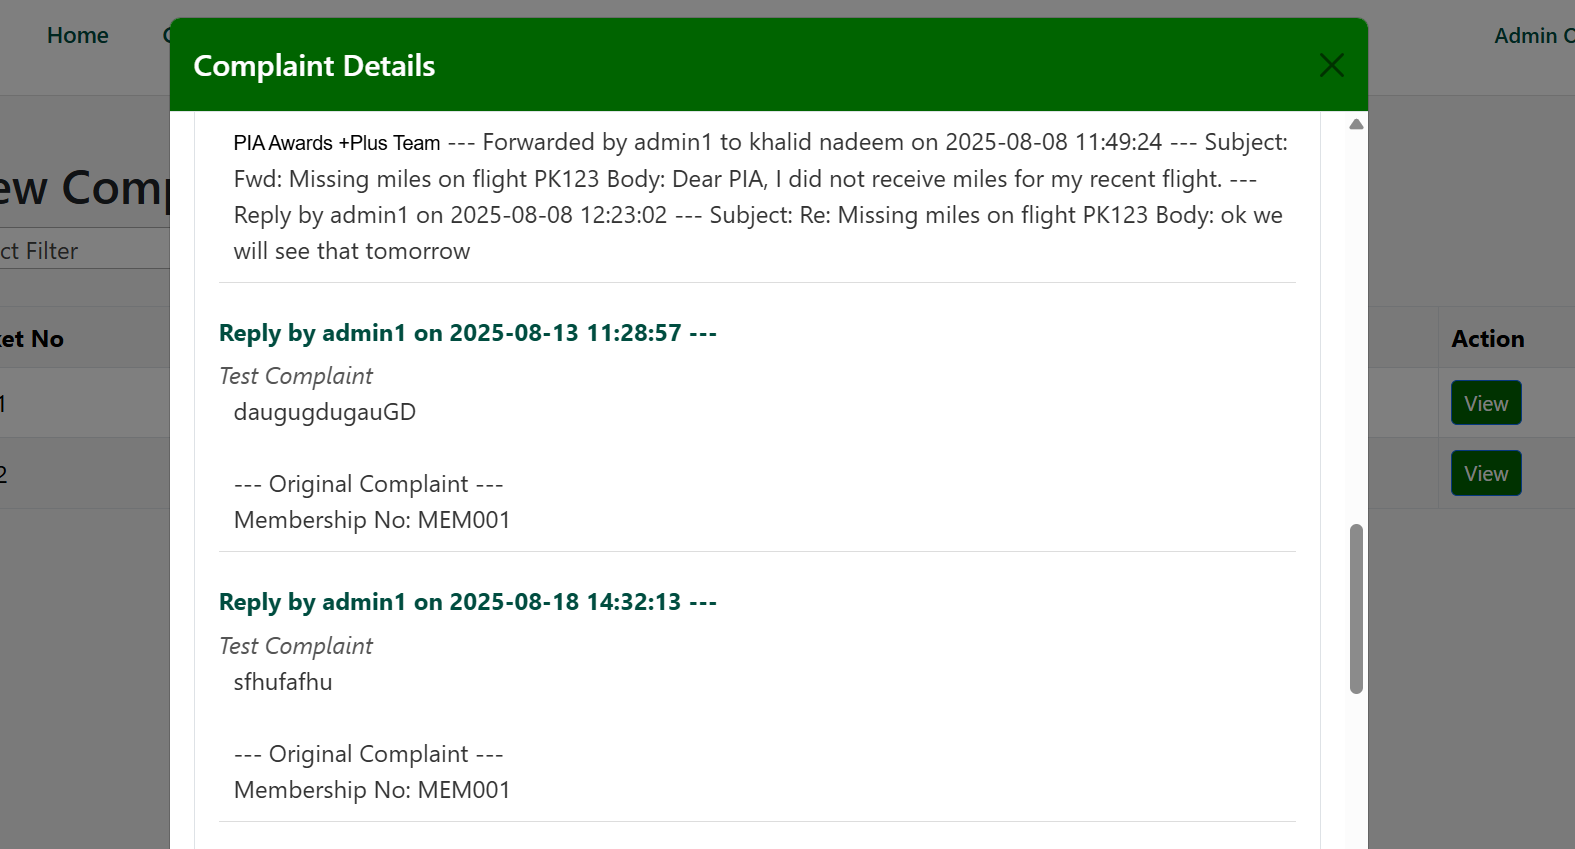 Home
Admin
Complaint Details
PIA Awards +Plus Team --- Forwarded by admin1 to khalid nadeem on 2025-08-08 11:49:24 --- Subject:
Fwd: Missing miles on flight PK123 Body: Dear PIA, I did not receive miles for my recent flight. ---
Reply by admin1 on 2025-08-08 12:23:02 --- Subject: Re: Missing miles on flight PK123 Body: ok we
will see that tomorrow
ew Comp
ct Filter
ket No
Action
1
View
2
View
Reply by admin1 on 2025-08-13 11:28:57 ---
Test Complaint
daugugdugauGD
--- Original Complaint ---
Membership No: MEM001
Reply by admin1 on 2025-08-18 14:32:13 ---
Test Complaint
sfhufafhu
--- Original Complaint ---
Membership No: MEM001